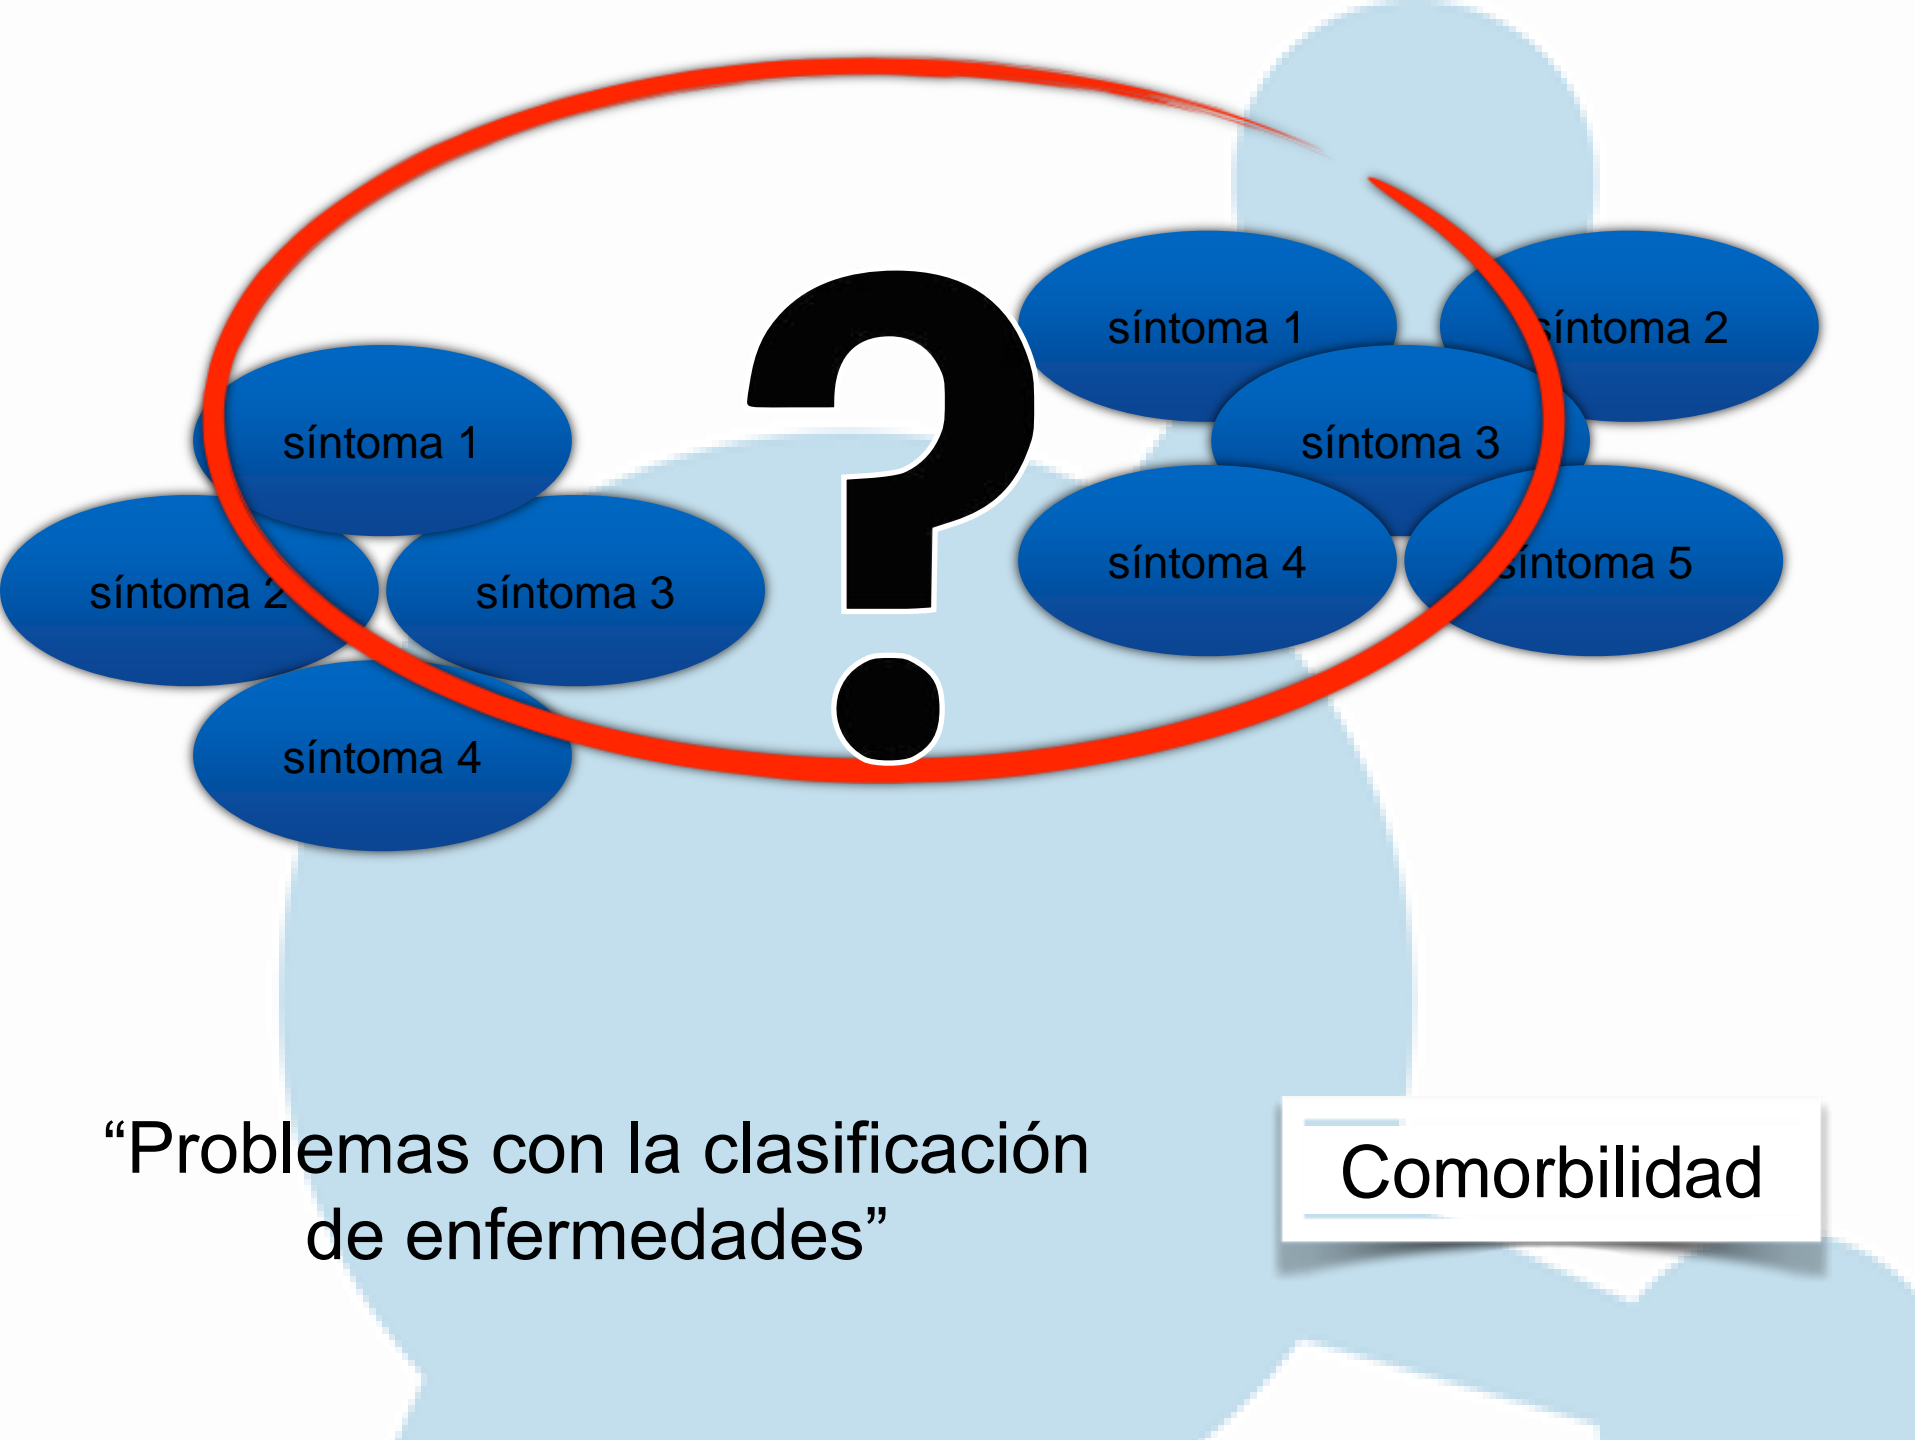 síntoma 1
síntoma 2
síntoma 3
síntoma 4
síntoma 1
síntoma 2
síntoma 3
síntoma 4
síntoma 5
“Problemas con la clasificación
de enfermedades”
Comorbilidad